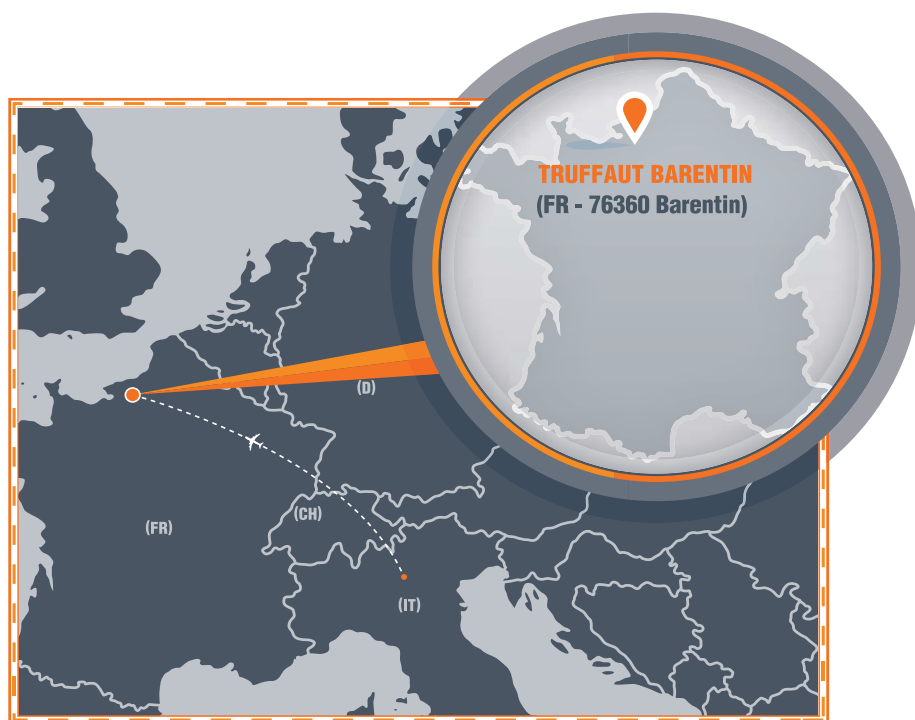 TRUFFAUT BARENTIN
(FR - 76360 Barentin)
(D)
(CH)
(FR)
(IT)